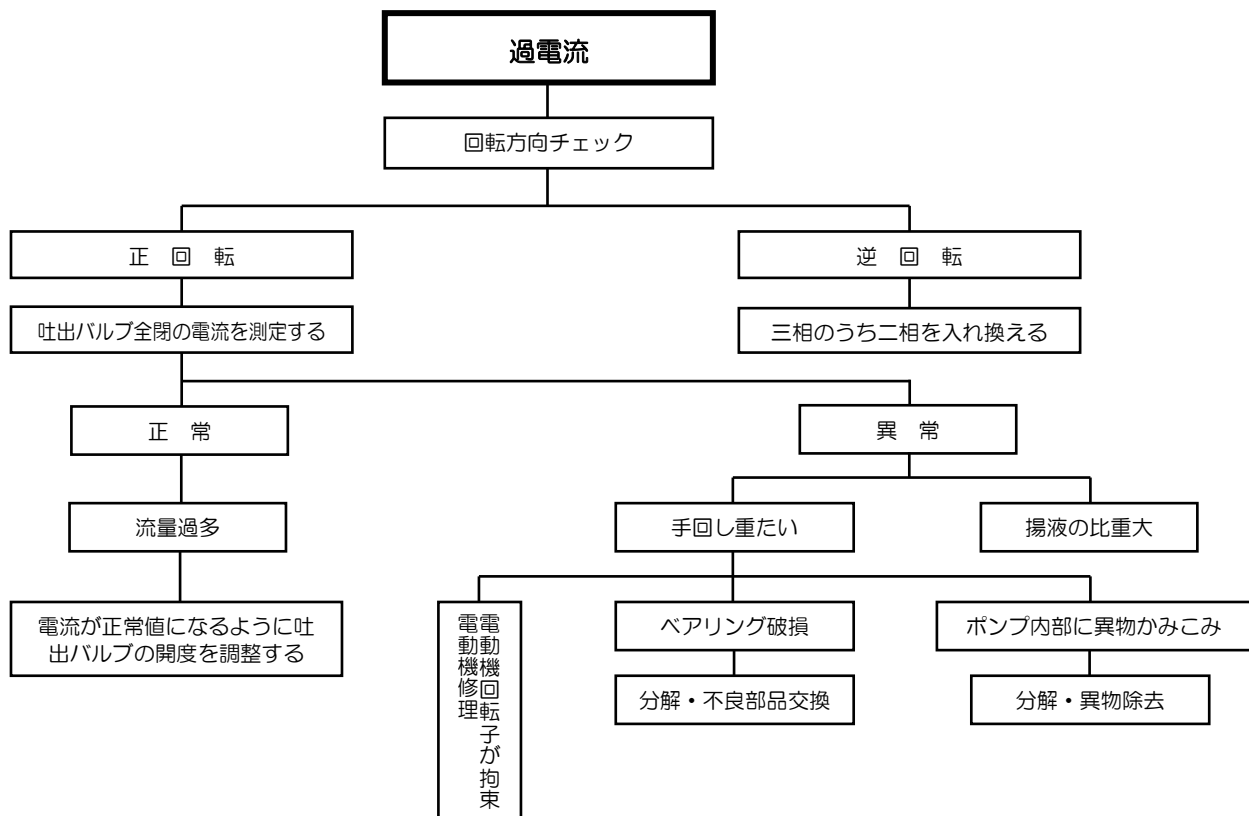 過電流
回転方向チェック
正　回　転
逆　回　転
吐出バルブ全閉の電流を測定する
三相のうち二相を入れ換える
正　常
異　常
流量過多
手回し重たい
揚液の比重大
電流が正常値になるように吐
出バルブの開度を調整する
電動機回転子が拘束
電動機修理
ベアリング破損
ポンプ内部に異物かみこみ
分解・不良部品交換
分解・異物除去